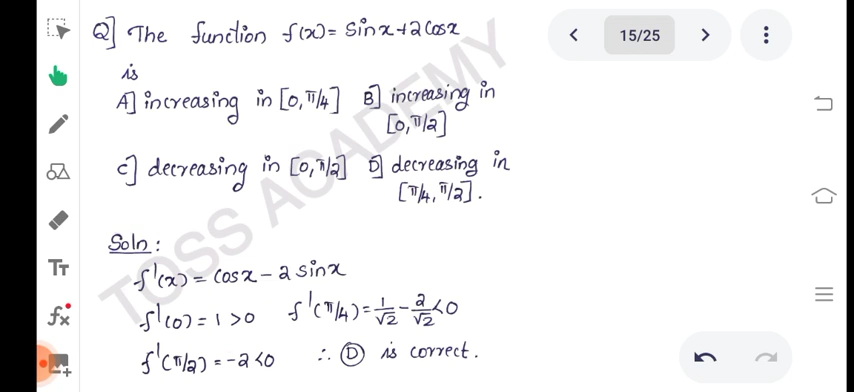 Q] The function f(x) = sinx+2cosx
15/25
is
A] increasing in [0, π/4] B] increasing in
[0, π/2]
C] decreasing in [0, π/2] D] decreasing in
[π/4, π/2].
Soln:
f'(x) = cosx - 2 sinx
f'(0) = 1 > 0 f'(π/4) = 1/√2 - 2/√2 < 0
f'(π/2) = -2 < 0 ∴ (D) is correct.
TOSS ACADEMY
TT
fx